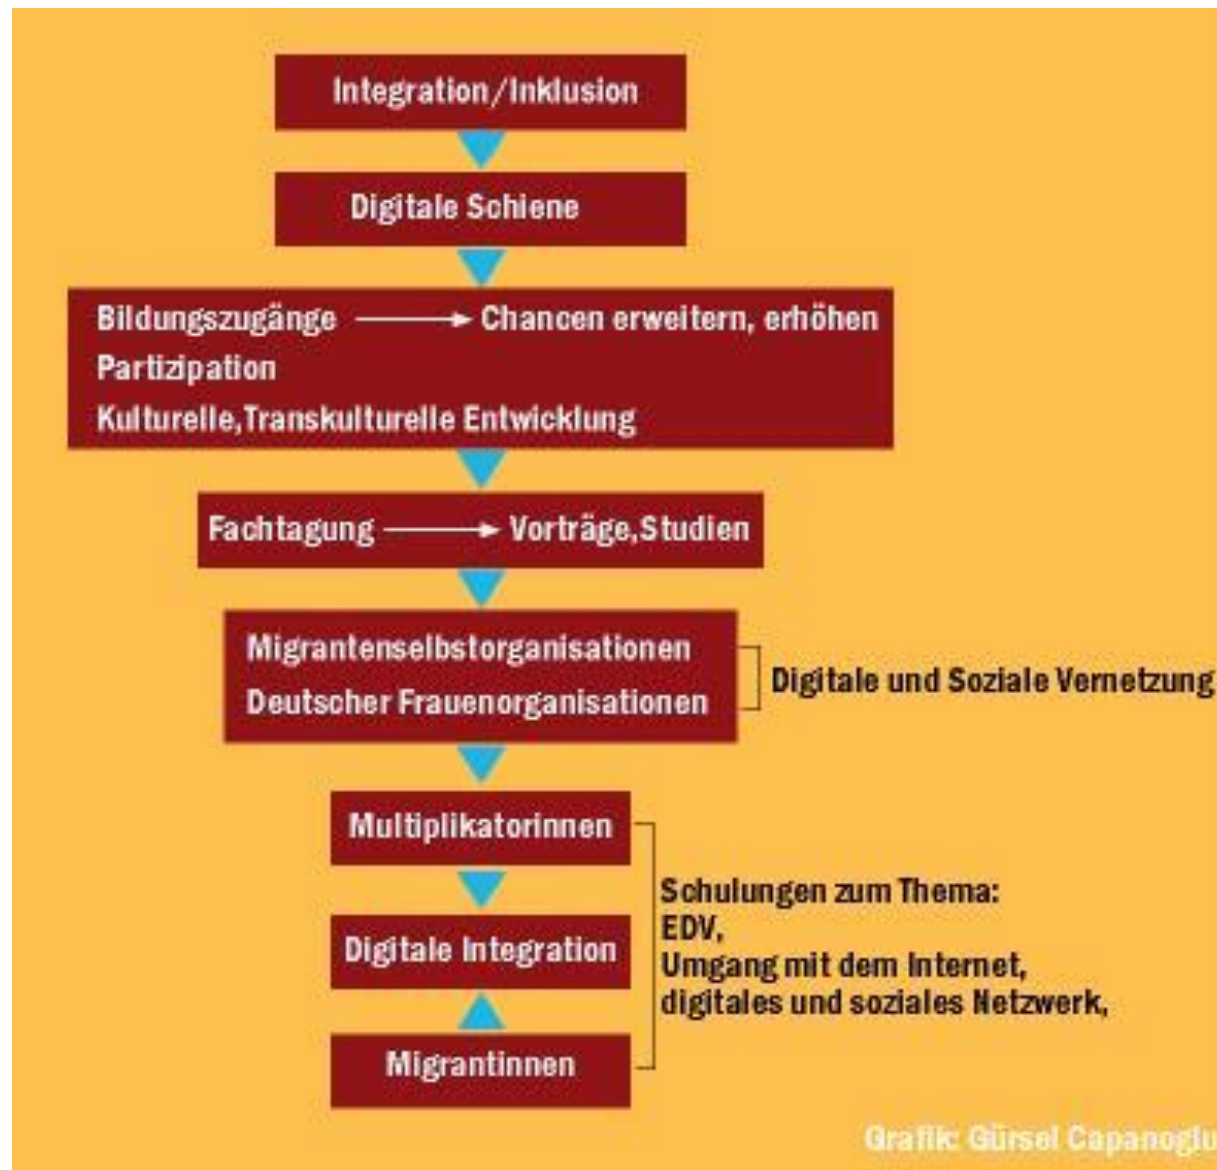 Integration/Inklusion
Digitale Schiene
Bildungszugänge → Chancen erweitern, erhöhen
Partizipation
Kulturelle,Transkulturelle Entwicklung
Fachtagung → Vorträge,Studien
Migrantenselbstorganisationen
Deutscher Frauenorganisationen
Digitale und Soziale Vernetzung
Multiplikatorinnen
Digitale Integration
Migrantinnen
Schulungen zum Thema:
EDV,
Umgang mit dem Internet,
digitales und soziales Netzwerk,
Grafik: Gürsel Capanoglu